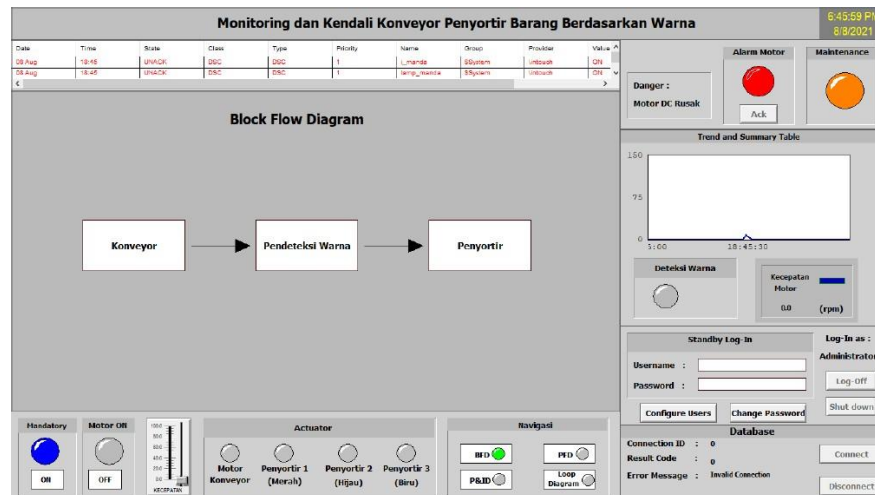 Monitoring dan Kendali Konveyor Penyortir Barang Berdasarkan Warna
6:45:59 PM
8/8/2021
Date Time State Class Type Priority Name Group Provider Value
08 Aug 18:45 UNACK DSC DSC 1 i_manda $System \intouch ON
08 Aug 18:45 UNACK DSC DSC 1 lamp_manda $System \intouch ON
Danger :
Motor DC Rusak
Alarm Motor
Ack
Maintenance
Block Flow Diagram
Konveyor
Pendeteksi Warna
Penyortir
Trend and Summary Table
150
75
0
18:45:30
Deteksi Warna
Kecepatan
Motor
0.0 (rpm)
Standby Log-In
Username :
Password :
Configure Users
Change Password
Log-In as :
Administrator
Log-Off
Shut down
Database
Connection ID : 0
Result Code : 0
Error Message : Invalid Connection
Connect
Disconnect
Mandatory
ON
Motor ON
OFF
KECEPATAN
Actuator
Motor
Konveyor
Penyortir 1
(Merah)
Penyortir 2
(Hijau)
Penyortir 3
(Biru)
Navigasi
BFD
PFD
P&ID
Loop
Diagram